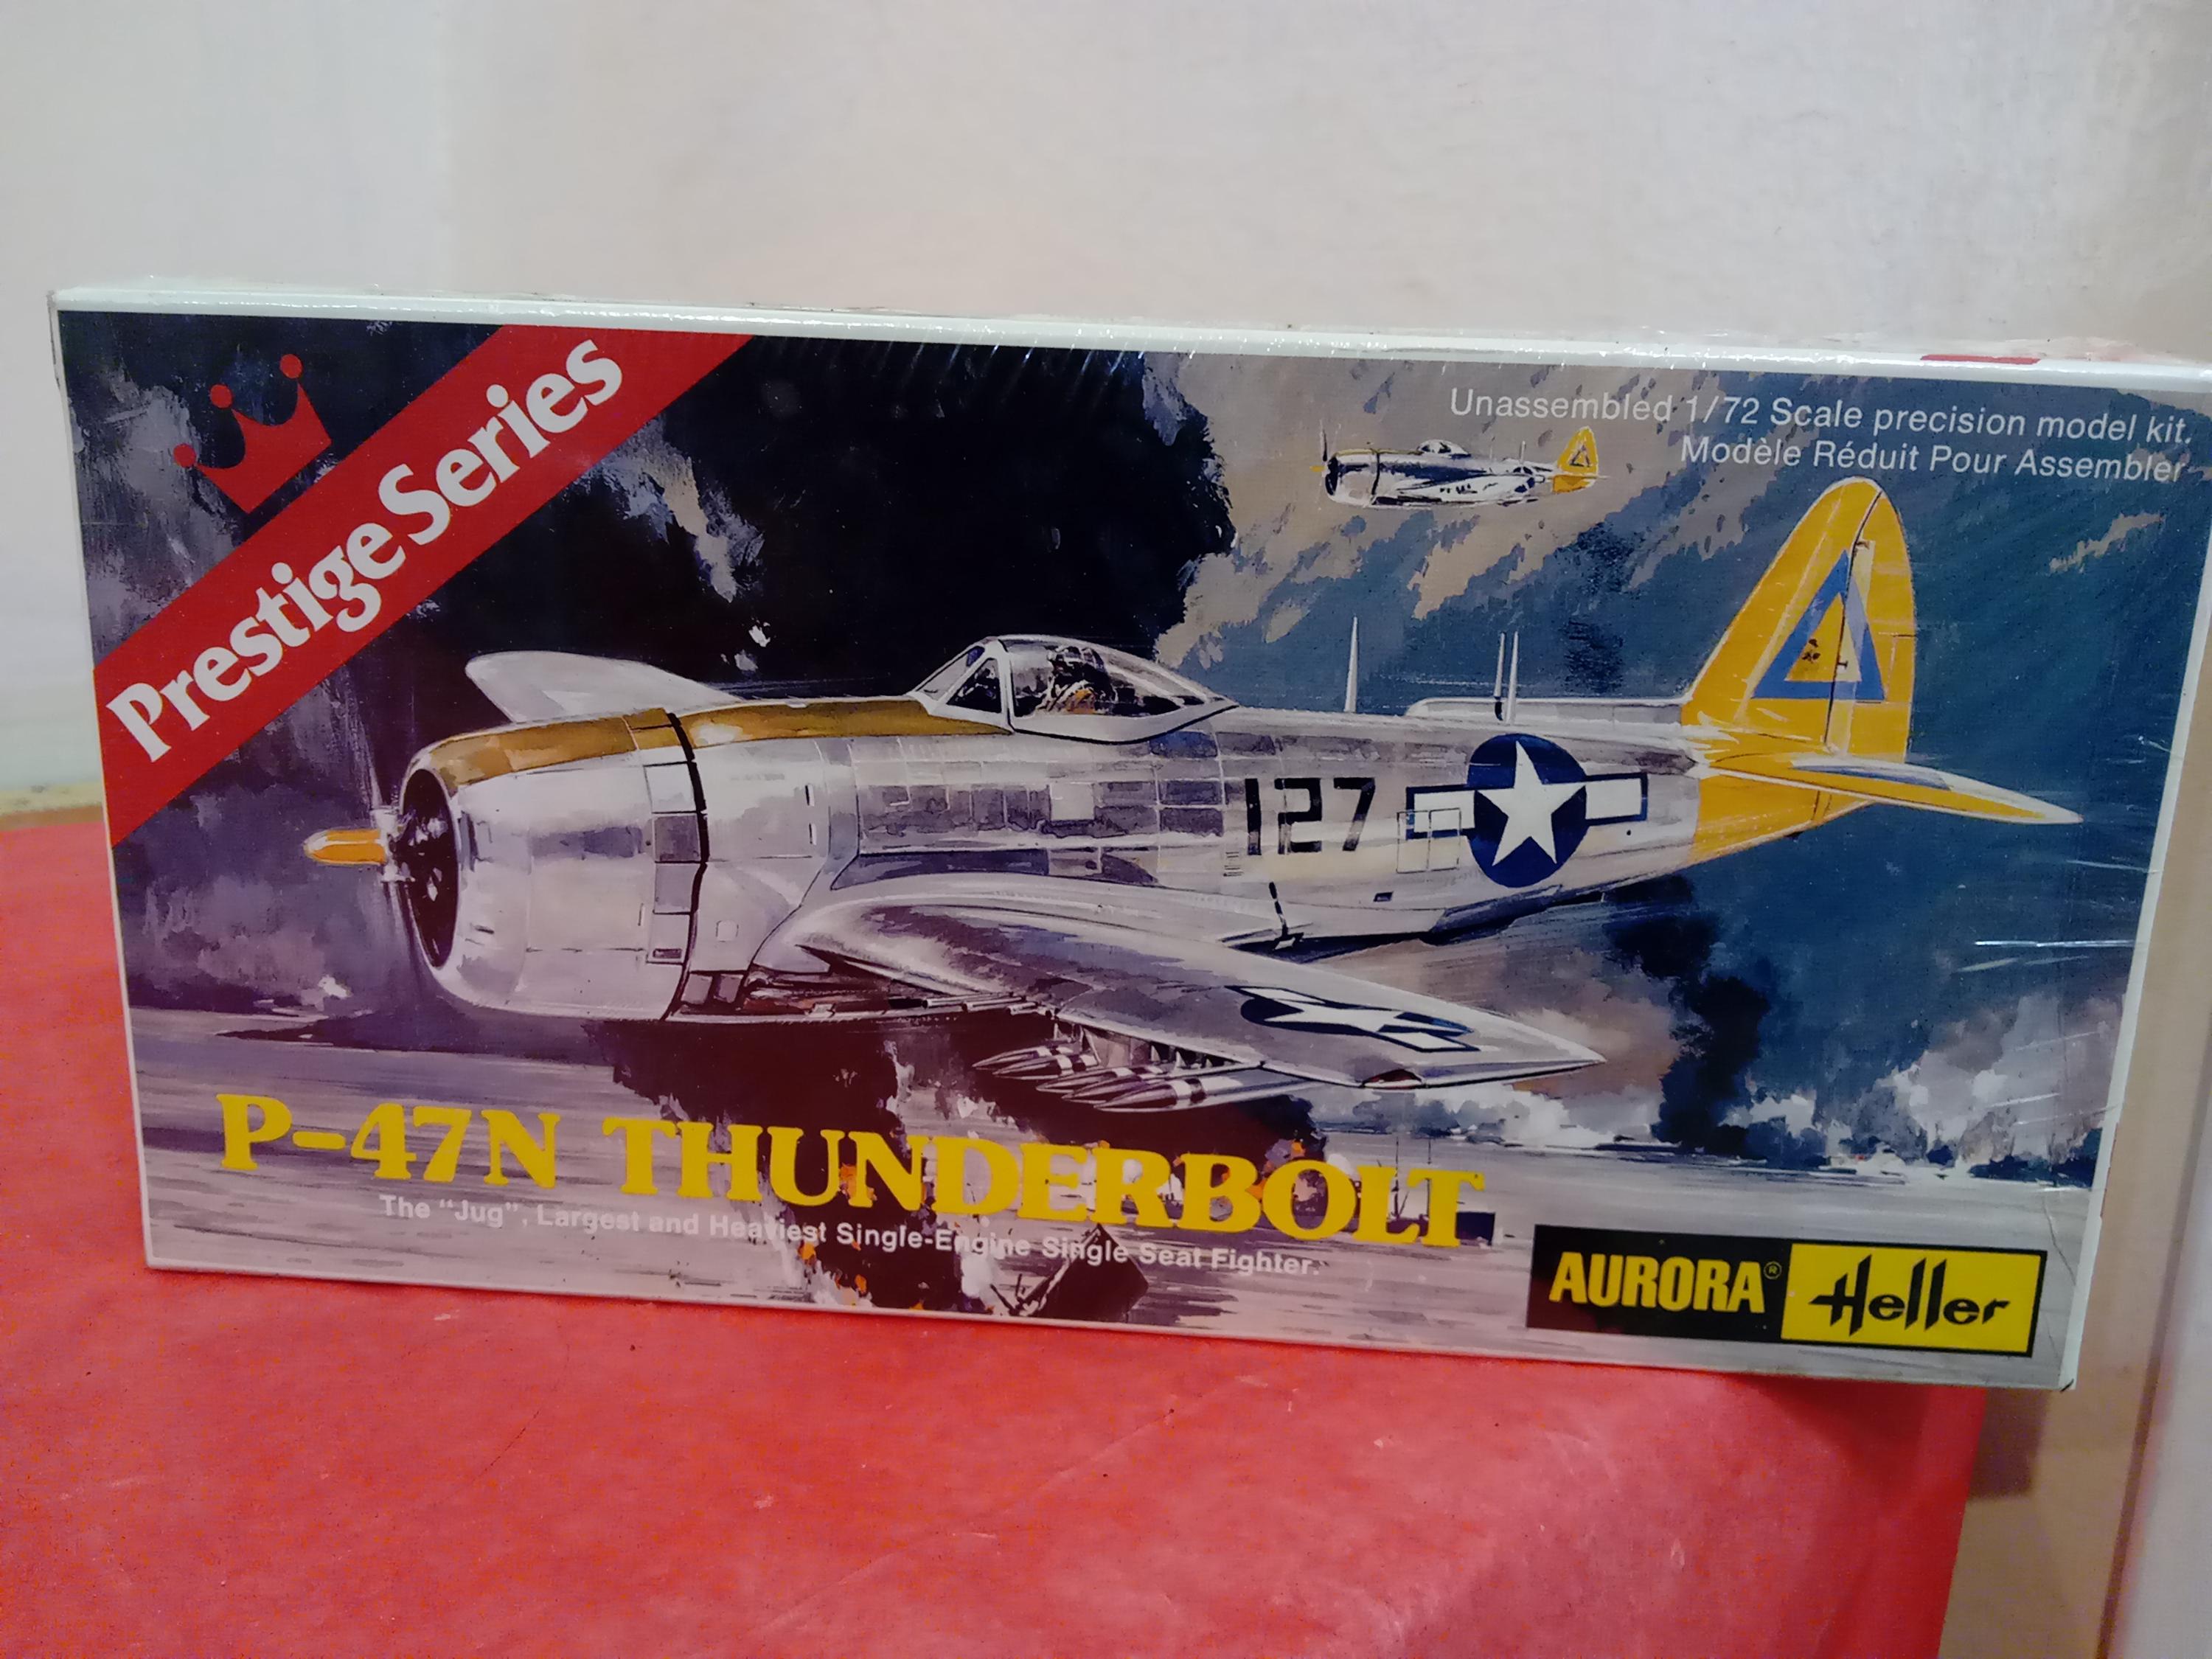 Prestige Series
Unassembled 1/72 Scale precision model kit.
Modèle Réduit Pour Assembler
127
P-47N THUNDERBOLT
The "Jug", Largest and Heaviest Single-Engine Single Seat Fighter.
AURORA® Heller